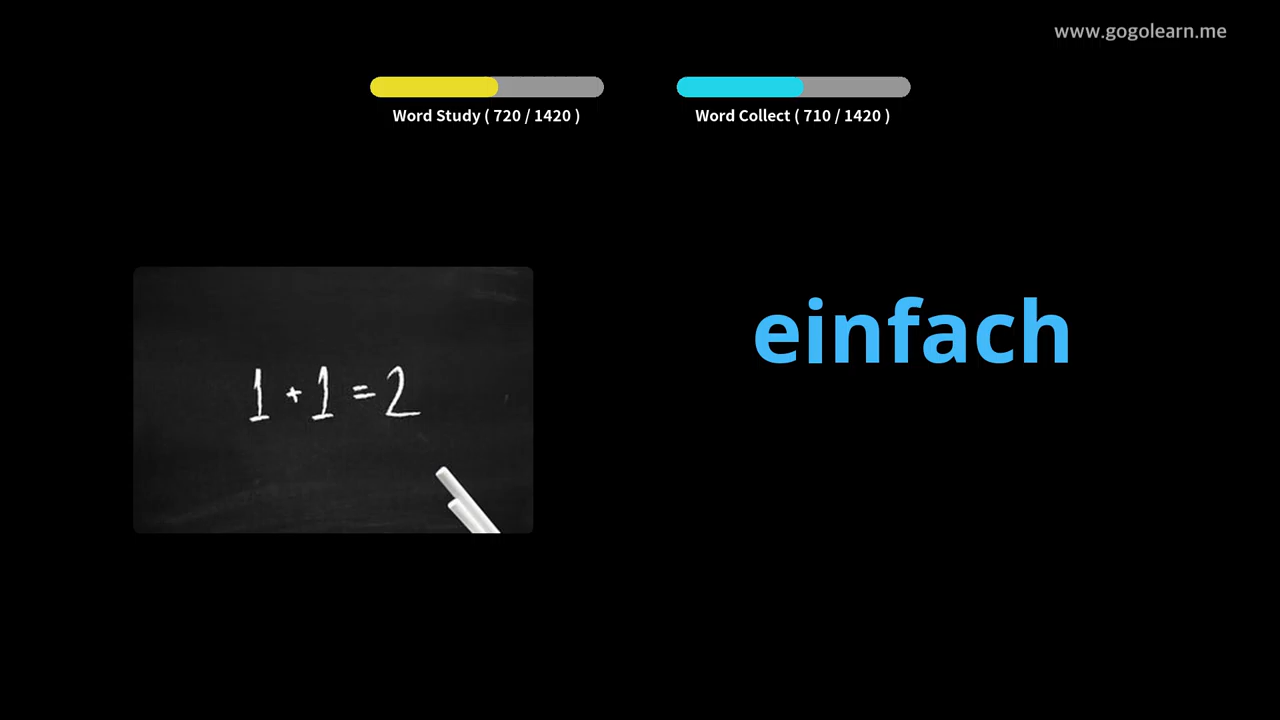 www.gogolearn.me
Word Study ( 720 / 1420 )
Word Collect ( 710 / 1420 )
einfach
1 + 1 = 2